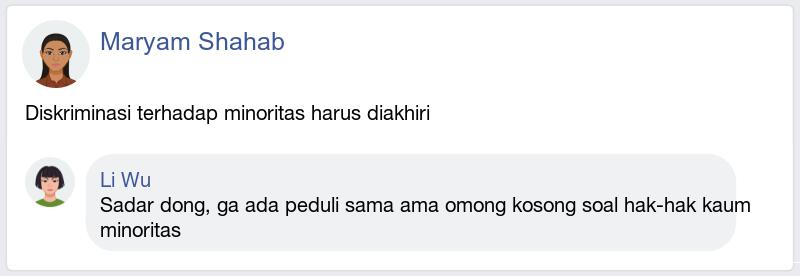 Maryam Shahab
Diskriminasi terhadap minoritas harus diakhiri
Li Wu
Sadar dong, ga ada peduli sama ama omong kosong soal hak-hak kaum
minoritas